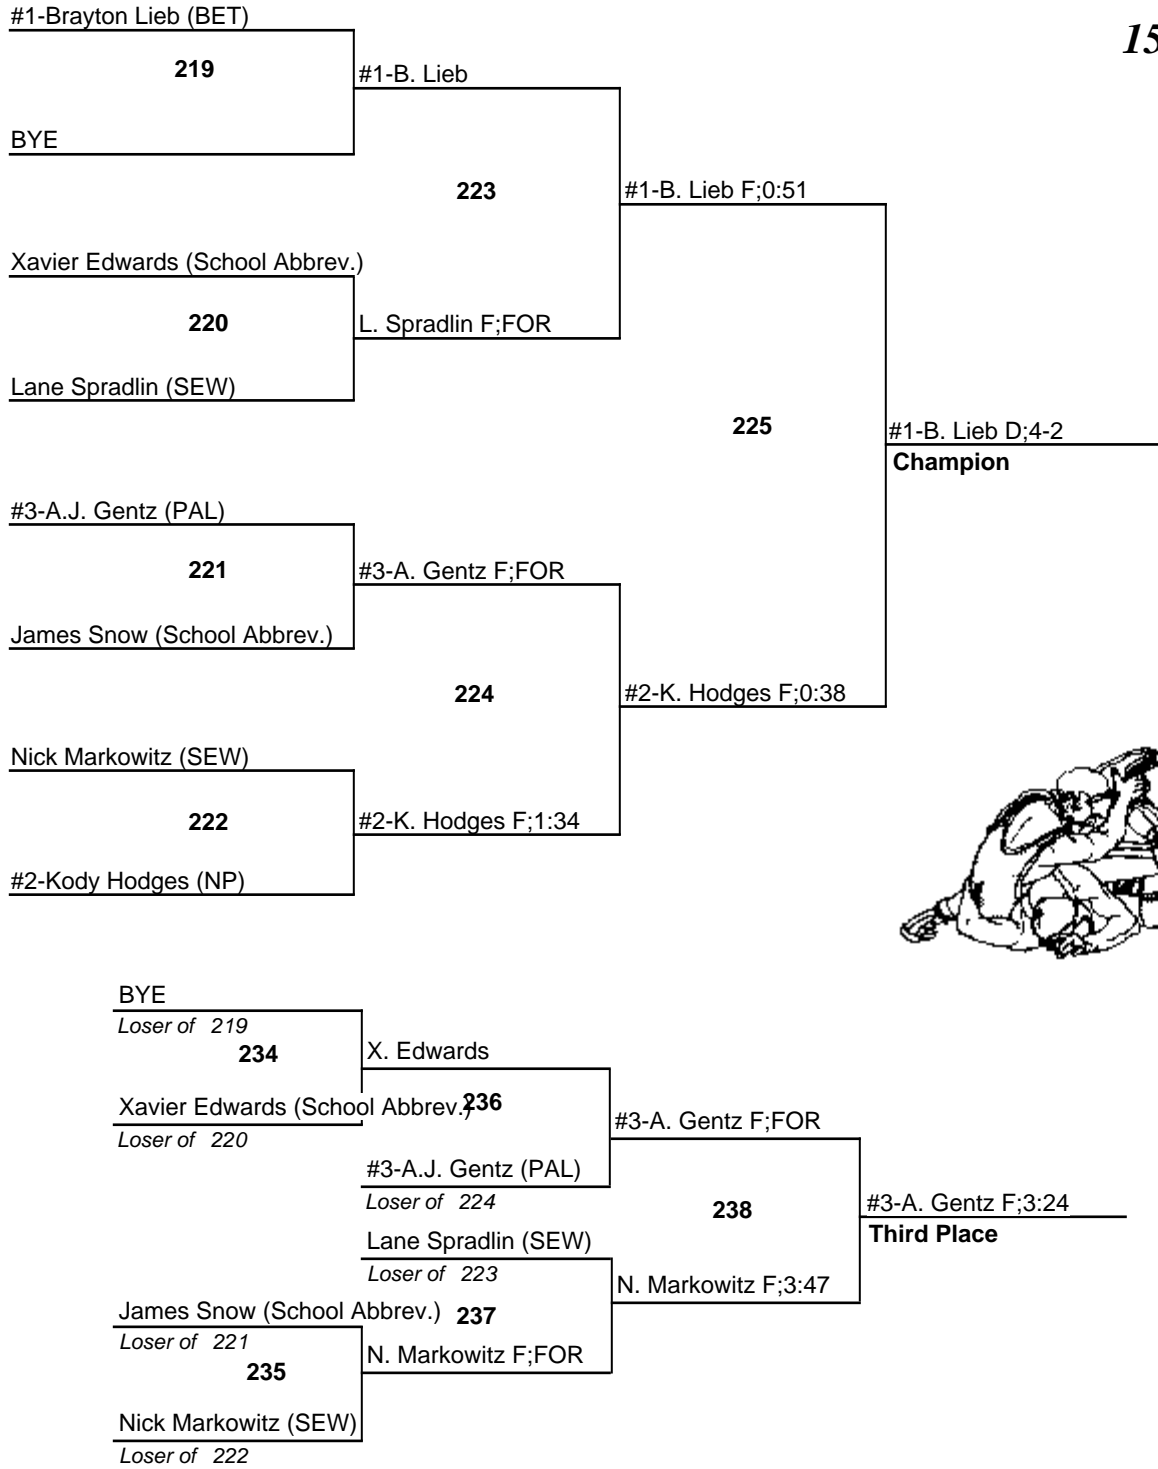 #1-Brayton Lieb (BET)
15
219
#1-B. Lieb
BYE
223
#1-B. Lieb F;0:51
Xavier Edwards (School Abbrev.)
220
L. Spradlin F;FOR
Lane Spradlin (SEW)
225
#1-B. Lieb D;4-2
Champion
#3-A.J. Gentz (PAL)
221
#3-A. Gentz F;FOR
James Snow (School Abbrev.)
224
#2-K. Hodges F;0:38
Nick Markowitz (SEW)
222
#2-K. Hodges F;1:34
#2-Kody Hodges (NP)
BYE
Loser of 219
234
X. Edwards
Xavier Edwards (School Abbrev.)
236
Loser of 220
#3-A. Gentz F;FOR
#3-A.J. Gentz (PAL)
Loser of 224
238
#3-A. Gentz F;3:24
Third Place
Lane Spradlin (SEW)
Loser of 223
N. Markowitz F;3:47
James Snow (School Abbrev.)
237
Loser of 221
235
N. Markowitz F;FOR
Nick Markowitz (SEW)
Loser of 222